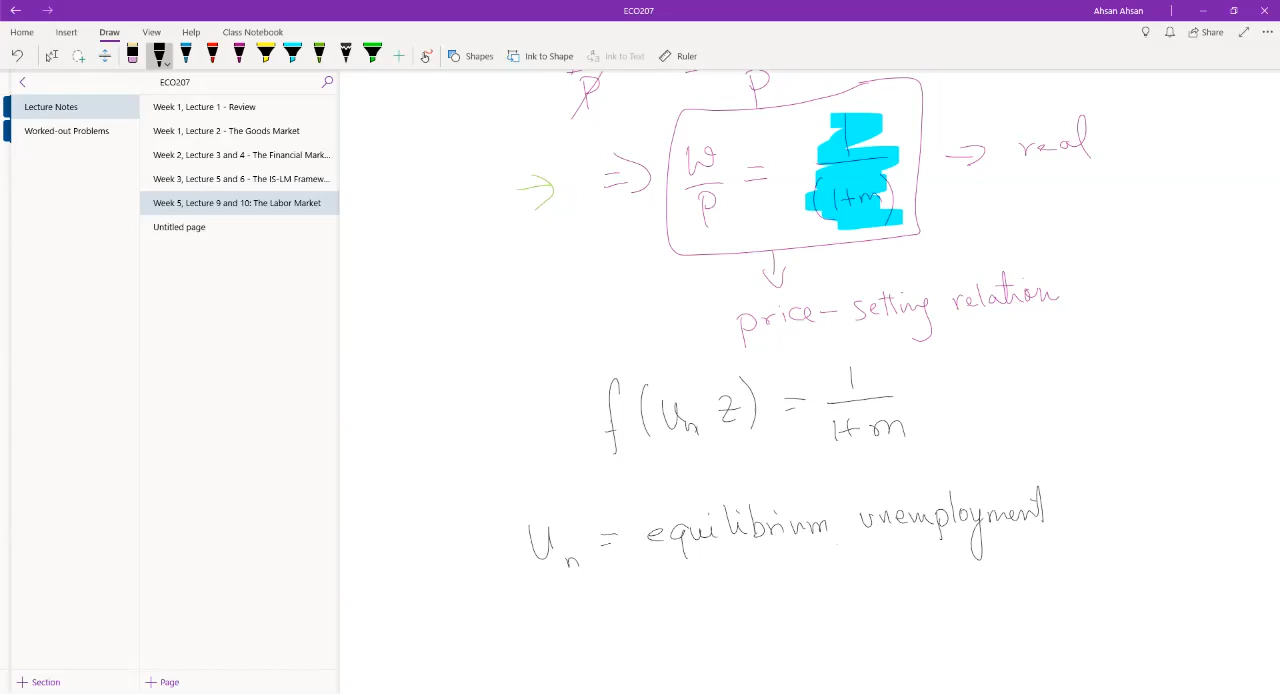 ECO207
Ahsan Ahsan
Home Insert Draw View Help Class Notebook
Share
Shapes Ink to Shape Ink to Text Ruler
ECO207
Lecture Notes
Worked-out Problems
Week 1, Lecture 1 - Review
Week 1, Lecture 2 - The Goods Market
Week 2, Lecture 3 and 4 - The Financial Mark...
Week 3, Lecture 5 and 6 - The IS-LM Framew...
Week 5, Lecture 9 and 10: The Labor Market
Untitled page
P P
→ ⇒ W/P = 1/(1+m) → real
price-setting relation
f(u_n z) = 1/1+m
u_n = equilibrium unemployment
+ Section
+ Page